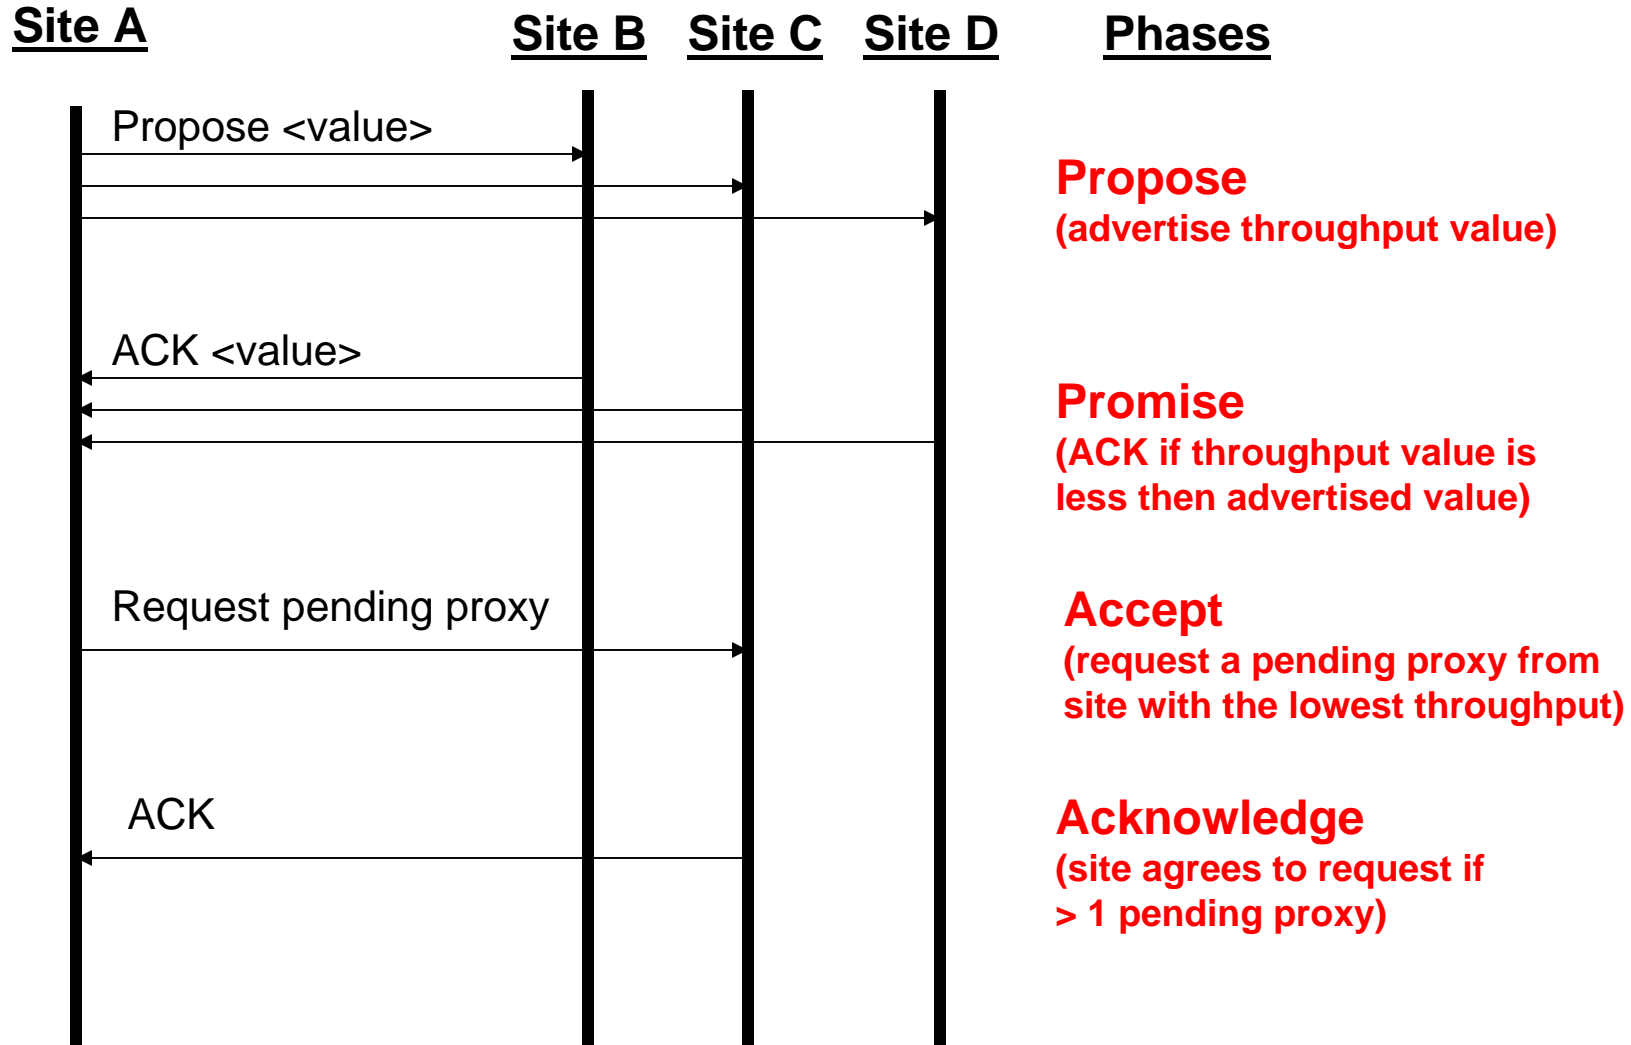 Site A
Site B
Site C
Site D
Phases
Propose <value>
Propose
(advertise throughput value)
ACK <value>
Promise
(ACK if throughput value is
less then advertised value)
Request pending proxy
Accept
(request a pending proxy from
site with the lowest throughput)
ACK
Acknowledge
(site agrees to request if
> 1 pending proxy)